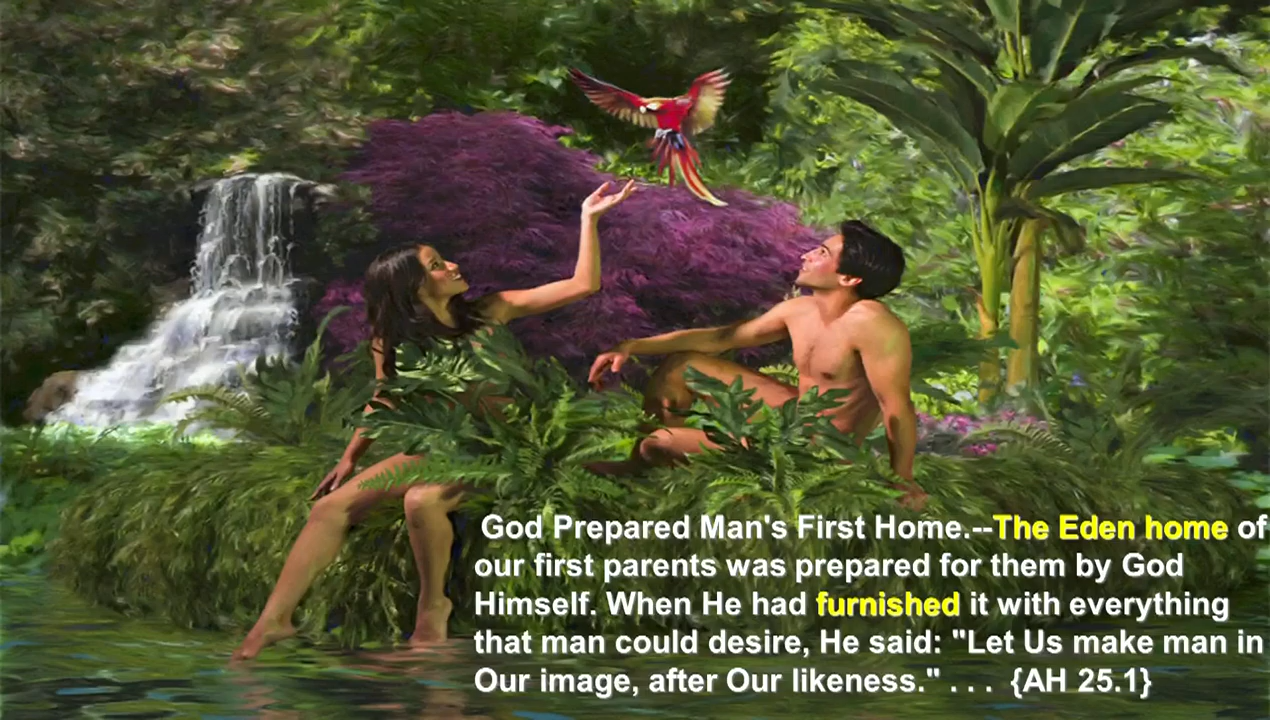 God Prepared Man's First Home.--The Eden home of
our first parents was prepared for them by God
Himself. When He had furnished it with everything
that man could desire, He said: "Let Us make man in
Our image, after Our likeness." . . .  {AH 25.1}